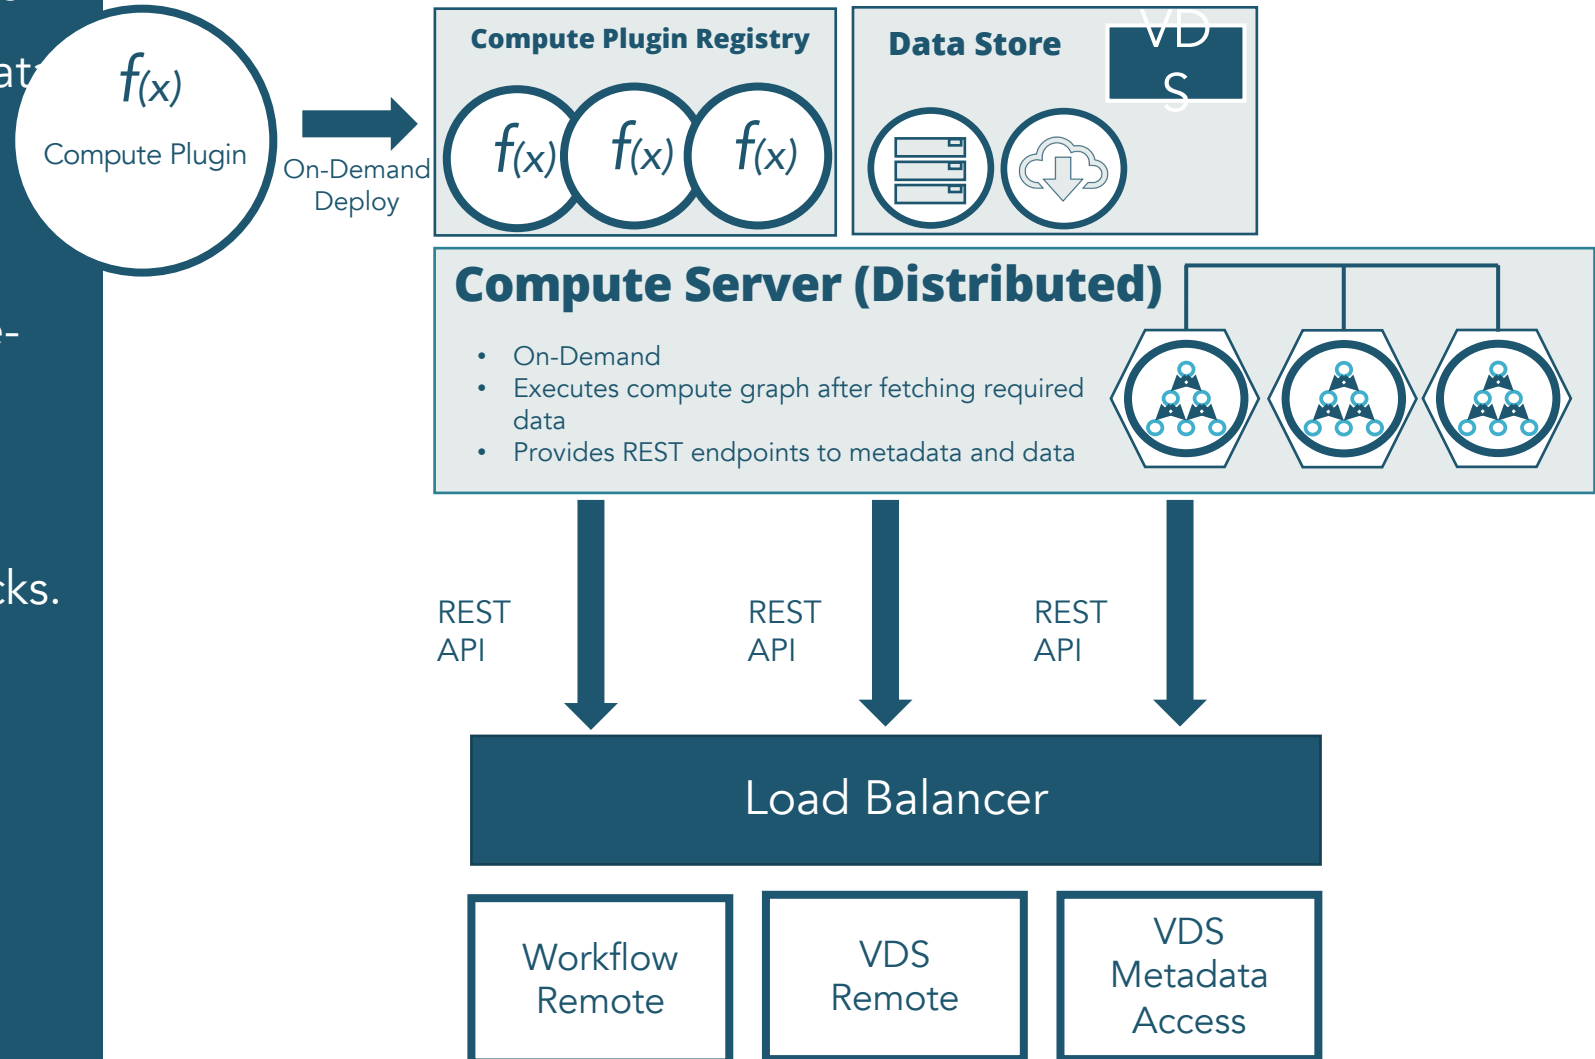 ata
e-
cks.
f(x)
Compute Plugin
On-Demand
Deploy
Compute Plugin Registry
f(x)
f(x)
f(x)
Data Store
VD
S
Compute Server (Distributed)
• On-Demand
• Executes compute graph after fetching required
data
• Provides REST endpoints to metadata and data
REST
API
REST
API
REST
API
Load Balancer
Workflow
Remote
VDS
Remote
VDS
Metadata
Access